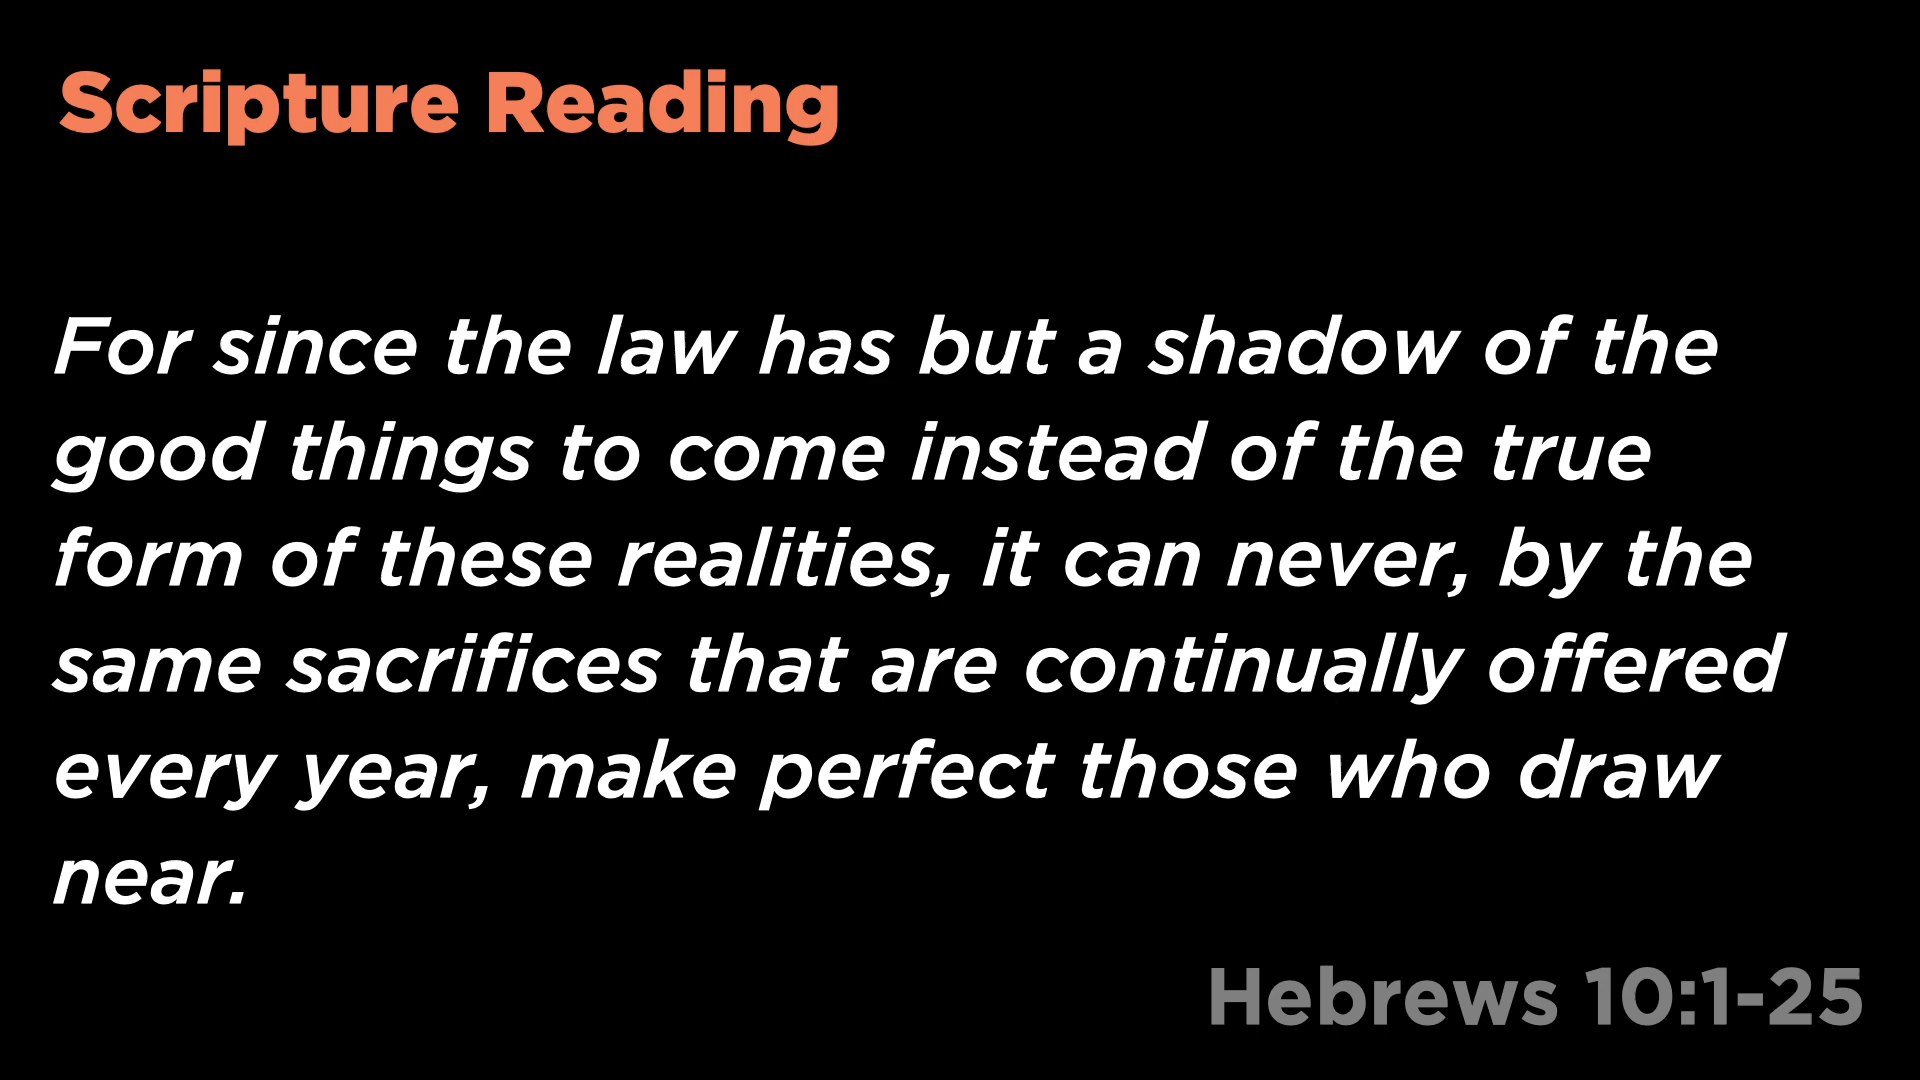 Scripture Reading
For since the law has but a shadow of the
good things to come instead of the true
form of these realities, it can never, by the
same sacrifices that are continually offered
every year, make perfect those who draw
near.
Hebrews 10:1-25